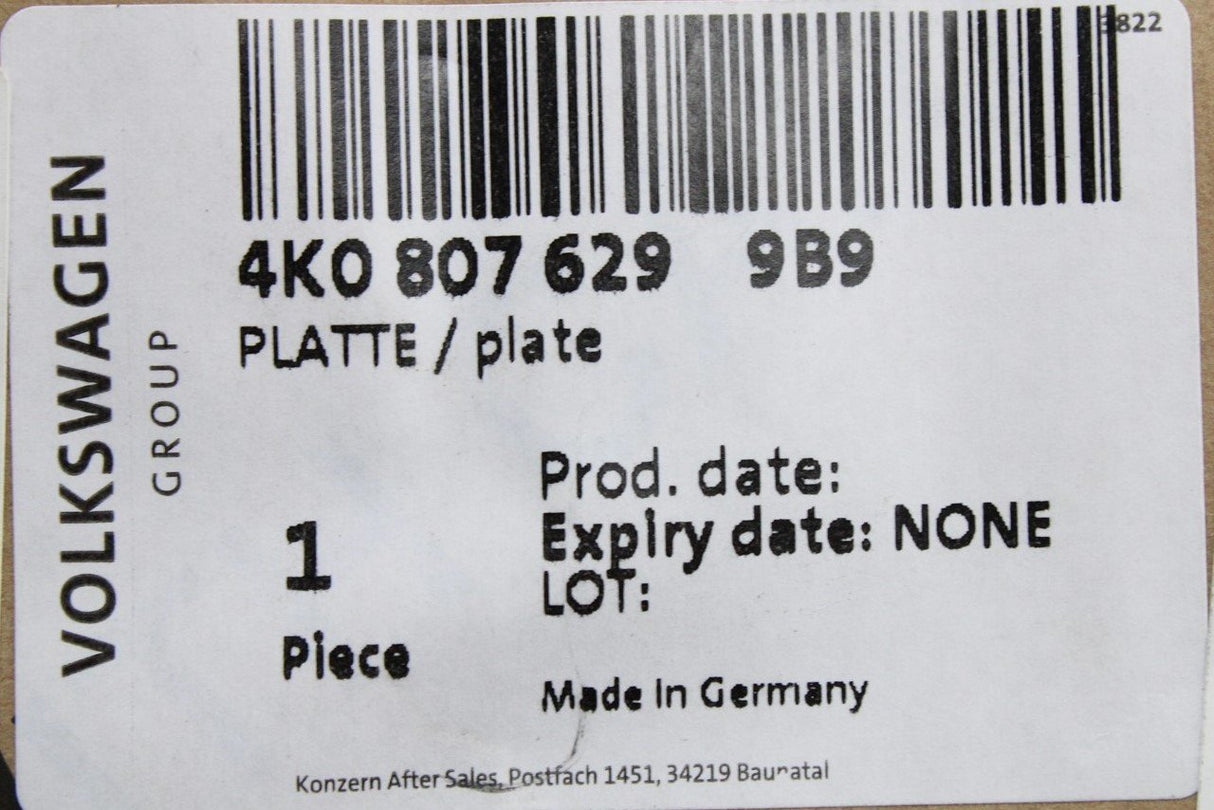 3822
VOLKSWAGEN
GROUP
4K0 807 629 9B9
PLATTE / plate
Prod. date:
Expiry date: NONE
LOT:
1
Piece
Made In Germany
Konzern After Sales, Postfach 1451, 34219 Baunatal